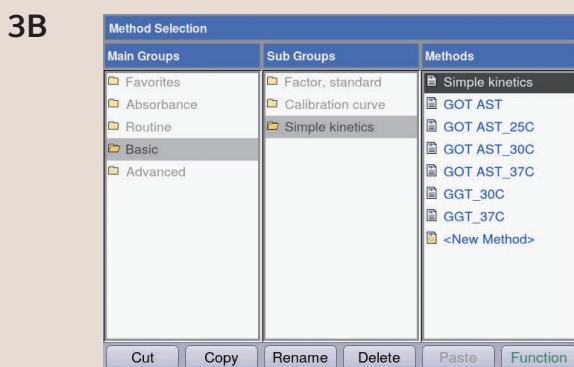 3B
Method Selection
Main Groups
Sub Groups
Methods
Favorites
Absorbance
Routine
Basic
Advanced
Factor, standard
Calibration curve
Simple kinetics
Simple kinetics
GOT AST
GOT AST_25C
GOT AST_30C
GOT AST_37C
GGT_30C
GGT_37C
<New Method>
Cut
Copy
Rename
Delete
Paste
Function